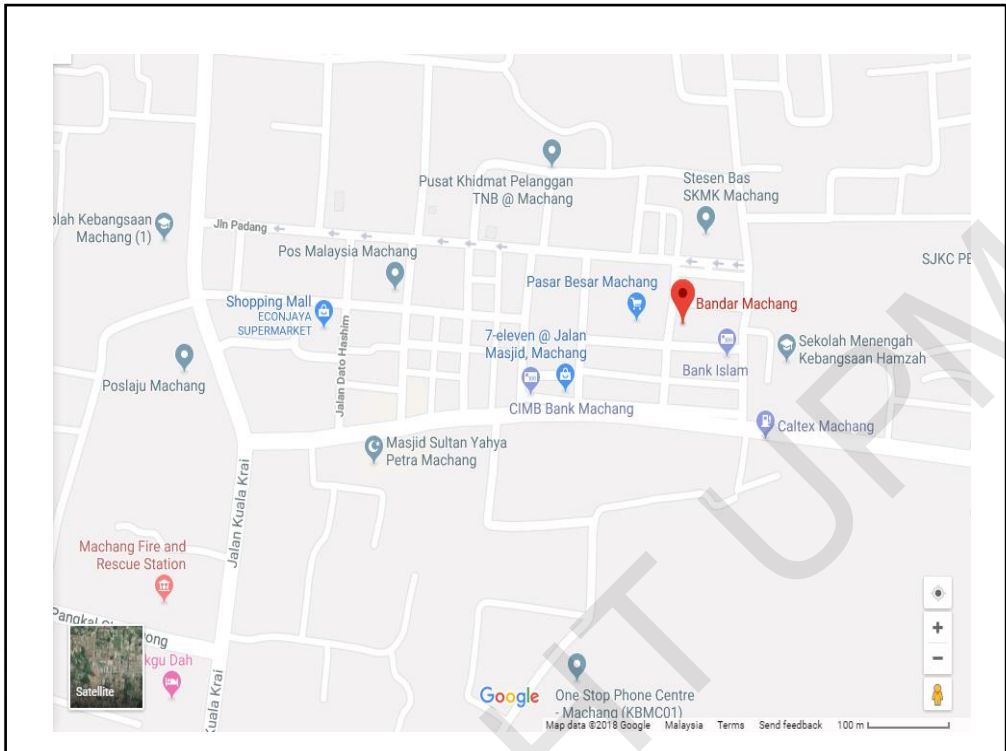 Pusat Khidmat Pelanggan
TNB @ Machang
Stesen Bas
SKMK Machang
olah Kebangsaan
Machang (1)
Jln Padang
Pos Malaysia Machang
SJKC PE
Pasar Besar Machang
Bandar Machang
Shopping Mall
ECONJAYA
SUPERMARKET
7-eleven @ Jalan
Masjid, Machang
Sekolah Menengah
Kebangsaan Hamzah
Bank Islam
Poslaju Machang
Jalan Dato Hashim
CIMB Bank Machang
Caltex Machang
Masjid Sultan Yahya
Petra Machang
Jalan Kuala Krai
Machang Fire and
Rescue Station
Pangkal
ong
kgu Dah
Satellite
Kuala Krai
Google
One Stop Phone Centre
- Machang (KBMC01)
Map data ©2018 Google Malaysia Terms Send feedback 100 m
IT UPM